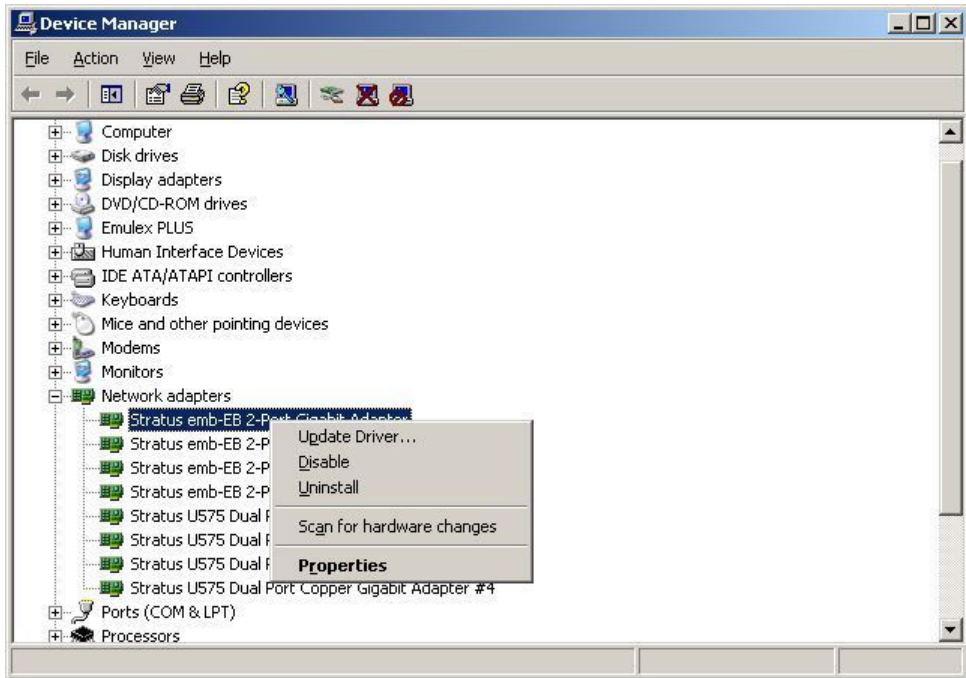 Device Manager
File Action View Help
Computer
Disk drives
Display adapters
DVD/CD-ROM drives
Emulex PLUS
Human Interface Devices
IDE ATA/ATAPI controllers
Keyboards
Mice and other pointing devices
Modems
Monitors
Network adapters
Stratus emb-EB 2-Port Gigabit Adapter
Stratus emb-EB 2-P
Update Driver...
Stratus emb-EB 2-P
Disable
Stratus emb-EB 2-P
Uninstall
Stratus U575 Dual
Scan for hardware changes
Stratus U575 Dual
Stratus U575 Dual
Properties
Stratus U575 Dual Port Copper Gigabit Adapter #4
Ports (COM & LPT)
Processors